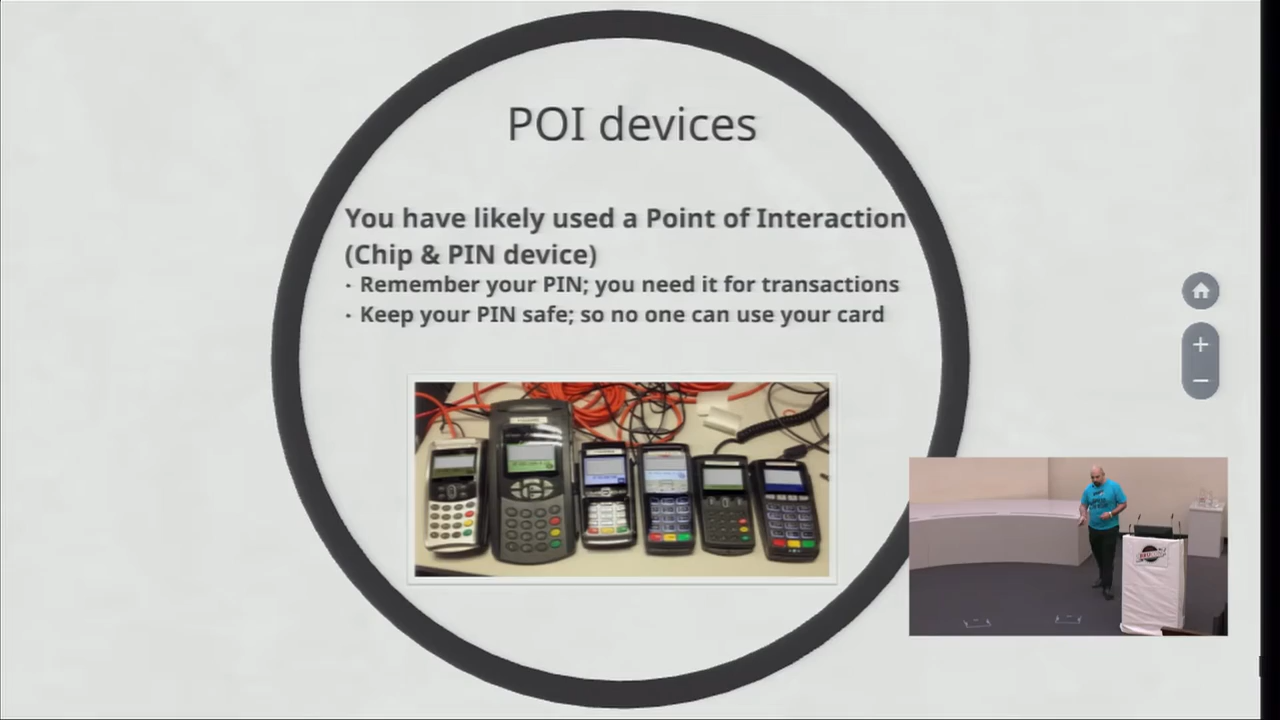 POI devices
You have likely used a Point of Interaction
(Chip & PIN device)
· Remember your PIN; you need it for transactions
· Keep your PIN safe; so no one can use your card